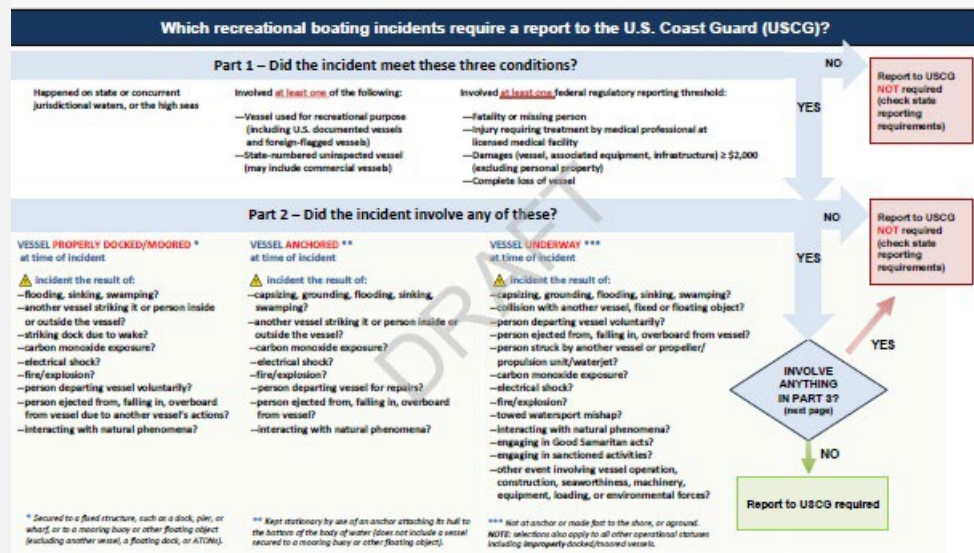 Which recreational boating incidents require a report to the U.S. Coast Guard (USCG)?
Part 1 – Did the incident meet these three conditions?
NO
Happened on state or concurrent
jurisdictional waters, or the high seas
Involved at least one of the following:
—Vessel used for recreational purpose
(including U.S. documented vessels
and foreign-flagged vessels)
—State-numbered uninspected vessel
(may include commercial vessels)
Involved at least one federal regulatory reporting threshold:
—Fatality or missing person
—Injury requiring treatment by medical professional at
licensed medical facility
—Damages (vessel, associated equipment, infrastructure) ≥ $2,000
(excluding personal property)
—Complete loss of vessel
YES
Report to USCG
NOT required
(check state
reporting
requirements)
Part 2 – Did the incident involve any of these?
NO
Report to USCG
NOT required
(check state
reporting
requirements)
YES
VESSEL PROPERLY DOCKED/MOORED *
at time of incident
incident the result of:
–flooding, sinking, swamping?
–another vessel striking it or person inside
or outside the vessel?
–striking dock due to wake?
–carbon monoxide exposure?
–electrical shock?
–fire/explosion?
–person departing vessel voluntarily?
–person ejected from, falling in, overboard
from vessel due to another vessel's actions?
–interacting with natural phenomena?
VESSEL ANCHORED **
at time of incident
incident the result of:
–capsizing, grounding, flooding, sinking,
swamping?
–another vessel striking it or person inside or
outside the vessel?
–carbon monoxide exposure?
–electrical shock?
–fire/explosion?
–person departing vessel for repairs?
–person ejected from, falling in, overboard
from vessel?
–interacting with natural phenomena?
VESSEL UNDERWAY ***
at time of incident
incident the result of:
–capsizing, grounding, flooding, sinking, swamping?
–collision with another vessel, fixed or floating object?
–person departing vessel voluntarily?
–person ejected from, falling in, overboard from vessel?
–person struck by another vessel or propeller/
propulsion unit/waterjet?
–carbon monoxide exposure?
–electrical shock?
–fire/explosion?
–towed watersport mishap?
–interacting with natural phenomena?
–engaging in Good Samaritan acts?
–engaging in sanctioned activities?
–other event involving vessel operation,
construction, seaworthiness, machinery,
equipment, loading, or environmental forces?
YES
INVOLVE
ANYTHING
IN PART 3?
(next page)
NO
Report to USCG required
* Secured to a fixed structure, such as a dock, pier, or
wharf, or to a mooring buoy or other floating object
(excluding another vessel, a floating dock, or ATONs).
** Kept stationary by use of an anchor attaching its hull to
the bottom of the body of water (does not include a vessel
secured to a mooring buoy or other floating object).
*** Not at anchor or made fast to the shore, or aground.
NOTE: selections also apply to all other operational statuses
including improperly docked/moored vessels.
DRAFT